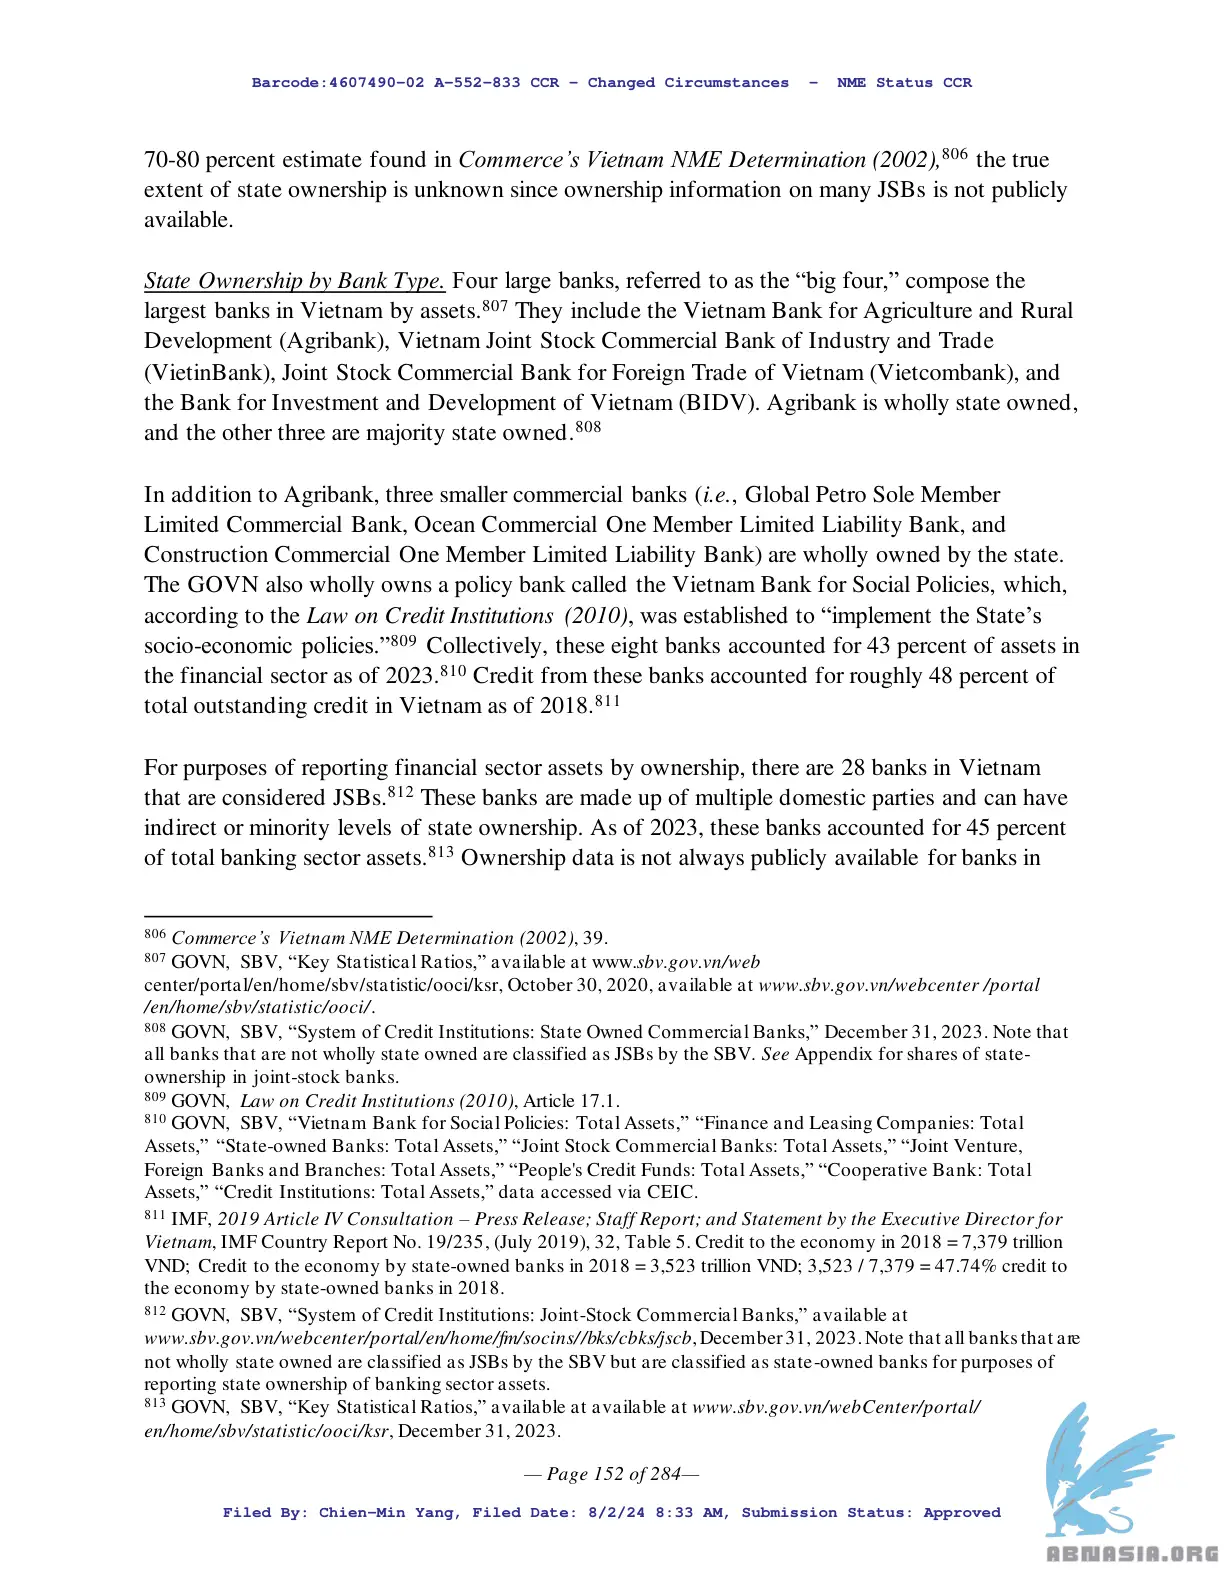 Barcode:4607490-02 A-552-833 CCR - Changed Circumstances - NME Status CCR
70-80 percent estimate found in Commerce’s Vietnam NME Determination (2002),806 the true
extent of state ownership is unknown since ownership information on many JSBs is not publicly
available.
State Ownership by Bank Type. Four large banks, referred to as the “big four,” compose the
largest banks in Vietnam by assets.807 They include the Vietnam Bank for Agriculture and Rural
Development (Agribank), Vietnam Joint Stock Commercial Bank of Industry and Trade
(VietinBank), Joint Stock Commercial Bank for Foreign Trade of Vietnam (Vietcombank), and
the Bank for Investment and Development of Vietnam (BIDV). Agribank is wholly state owned,
and the other three are majority state owned.808
In addition to Agribank, three smaller commercial banks (i.e., Global Petro Sole Member
Limited Commercial Bank, Ocean Commercial One Member Limited Liability Bank, and
Construction Commercial One Member Limited Liability Bank) are wholly owned by the state.
The GOVN also wholly owns a policy bank called the Vietnam Bank for Social Policies, which,
according to the Law on Credit Institutions (2010), was established to “implement the State’s
socio-economic policies.”809 Collectively, these eight banks accounted for 43 percent of assets in
the financial sector as of 2023.810 Credit from these banks accounted for roughly 48 percent of
total outstanding credit in Vietnam as of 2018.811
For purposes of reporting financial sector assets by ownership, there are 28 banks in Vietnam
that are considered JSBs.812 These banks are made up of multiple domestic parties and can have
indirect or minority levels of state ownership. As of 2023, these banks accounted for 45 percent
of total banking sector assets.813 Ownership data is not always publicly available for banks in
806 Commerce’s Vietnam NME Determination (2002), 39.
807 GOVN, SBV, “Key Statistical Ratios,” available at www.sbv.gov.vn/web
center/portal/en/home/sbv/statistic/ooci/ksr, October 30, 2020, available at www.sbv.gov.vn/webcenter /portal
/en/home/sbv/statistic/ooci/.
808 GOVN, SBV, “System of Credit Institutions: State Owned Commercial Banks,” December 31, 2023. Note that
all banks that are not wholly state owned are classified as JSBs by the SBV. See Appendix for shares of state-
ownership in joint-stock banks.
809 GOVN, Law on Credit Institutions (2010), Article 17.1.
810 GOVN, SBV, “Vietnam Bank for Social Policies: Total Assets,” “Finance and Leasing Companies: Total
Assets,” “State-owned Banks: Total Assets,” “Joint Stock Commercial Banks: Total Assets,” “Joint Venture,
Foreign Banks and Branches: Total Assets,” “People's Credit Funds: Total Assets,” “Cooperative Bank: Total
Assets,” “Credit Institutions: Total Assets,” data accessed via CEIC.
811 IMF, 2019 Article IV Consultation – Press Release; Staff Report; and Statement by the Executive Director for
Vietnam, IMF Country Report No. 19/235, (July 2019), 32, Table 5. Credit to the economy in 2018 = 7,379 trillion
VND; Credit to the economy by state-owned banks in 2018 = 3,523 trillion VND; 3,523 / 7,379 = 47.74% credit to
the economy by state-owned banks in 2018.
812 GOVN, SBV, “System of Credit Institutions: Joint-Stock Commercial Banks,” available at
www.sbv.gov.vn/webcenter/portal/en/home/fm/socins//bks/cbks/jscb, December 31, 2023. Note that all banks that are
not wholly state owned are classified as JSBs by the SBV but are classified as state-owned banks for purposes of
reporting state ownership of banking sector assets.
813 GOVN, SBV, “Key Statistical Ratios,” available at available at www.sbv.gov.vn/webCenter/portal/
en/home/sbv/statistic/ooci/ksr, December 31, 2023.
— Page 152 of 284—
Filed By: Chien-Min Yang, Filed Date: 8/2/24 8:33 AM, Submission Status: Approved
ABNASIA.ORG